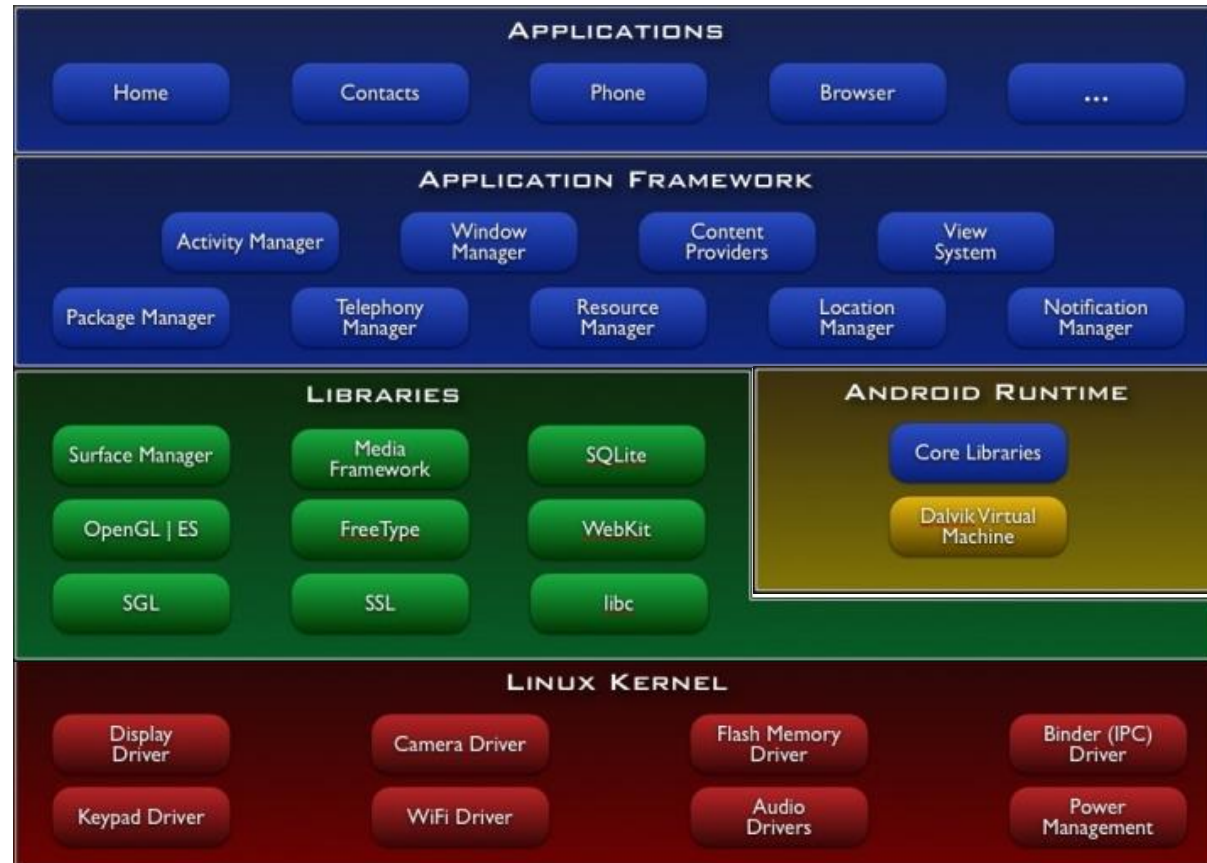 APPLICATIONS
Home
Contacts
Phone
Browser
...
APPLICATION FRAMEWORK
Activity Manager
Window
Manager
Content
Providers
View
System
Package Manager
Telephony
Manager
Resource
Manager
Location
Manager
Notification
Manager
LIBRARIES
Surface Manager
Media
Framework
SQLite
OpenGL | ES
FreeType
WebKit
SGL
SSL
libc
ANDROID RUNTIME
Core Libraries
Dalvik Virtual
Machine
LINUX KERNEL
Display
Driver
Camera Driver
Flash Memory
Driver
Binder (IPC)
Driver
Keypad Driver
WiFi Driver
Audio
Drivers
Power
Management